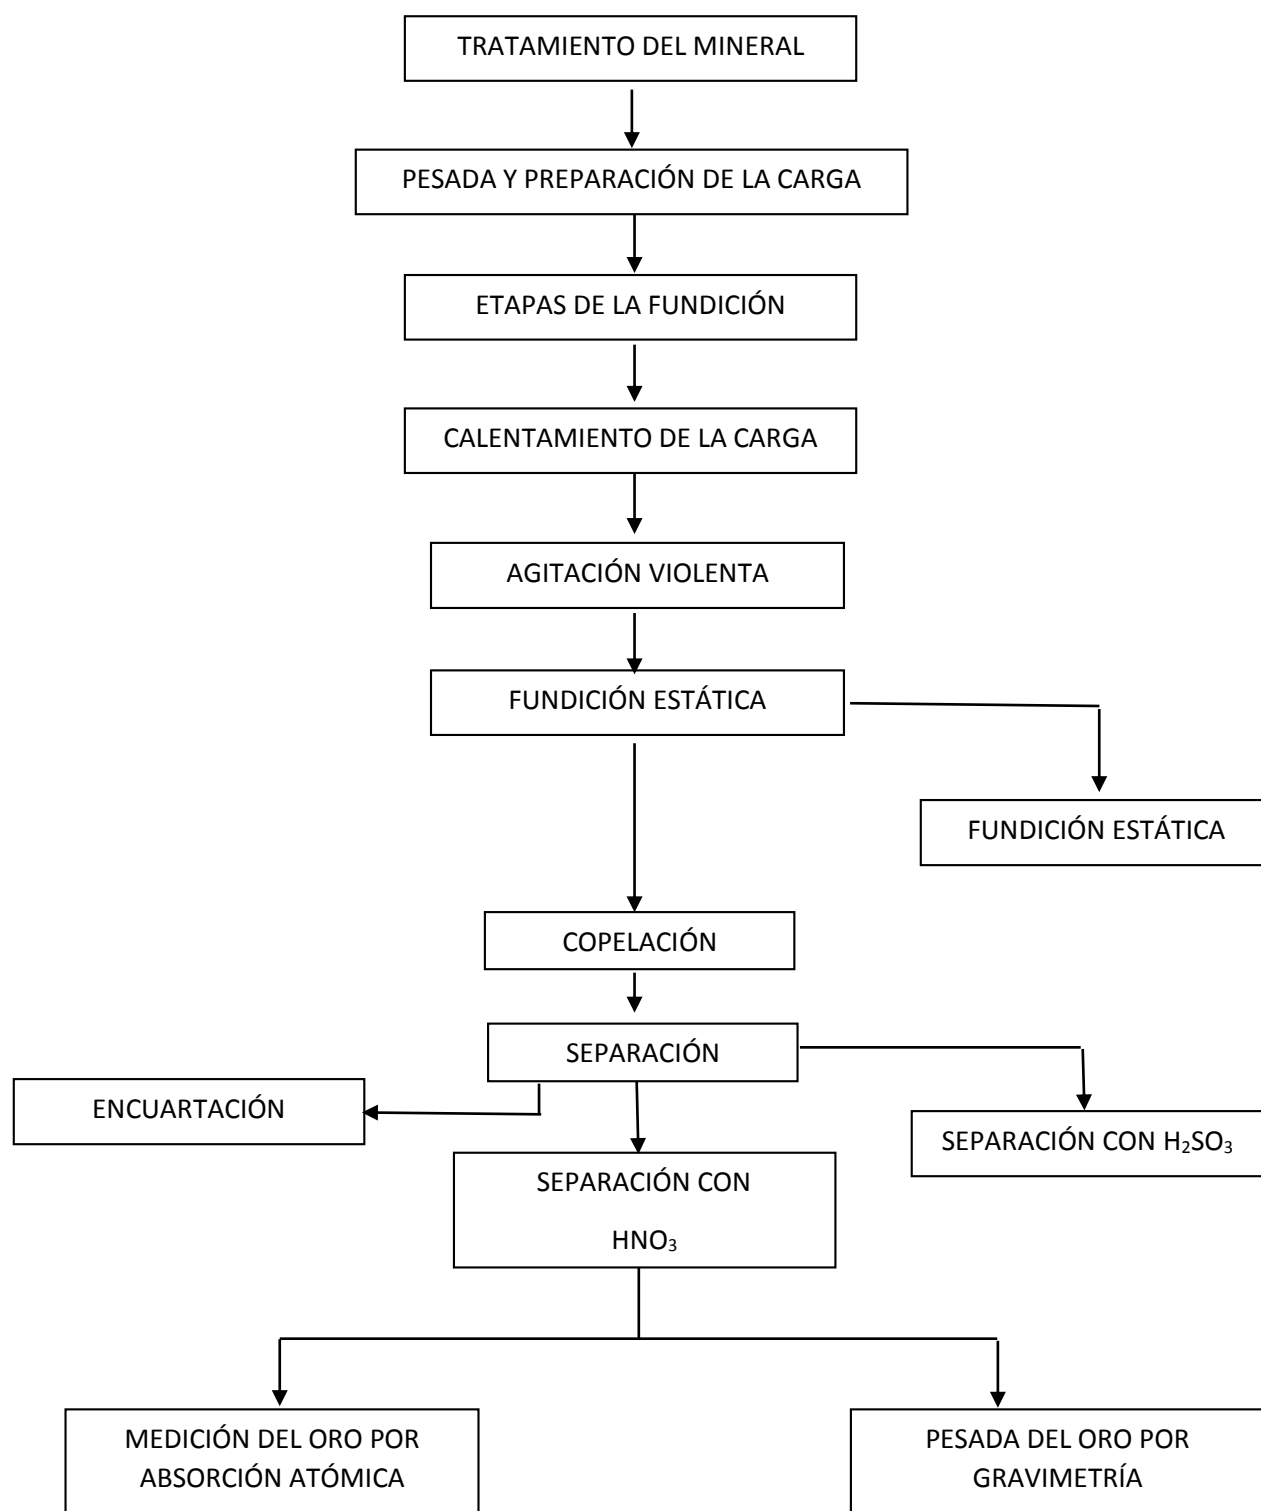 TRATAMIENTO DEL MINERAL
PESADA Y PREPARACIÓN DE LA CARGA
ETAPAS DE LA FUNDICIÓN
CALENTAMIENTO DE LA CARGA
AGITACIÓN VIOLENTA
FUNDICIÓN ESTÁTICA
FUNDICIÓN ESTÁTICA
COPELACIÓN
SEPARACIÓN
ENCUARTACIÓN
SEPARACIÓN CON H₂SO₃
SEPARACIÓN CON
HNO₃
MEDICIÓN DEL ORO POR
ABSORCIÓN ATÓMICA
PESADA DEL ORO POR
GRAVIMETRÍA